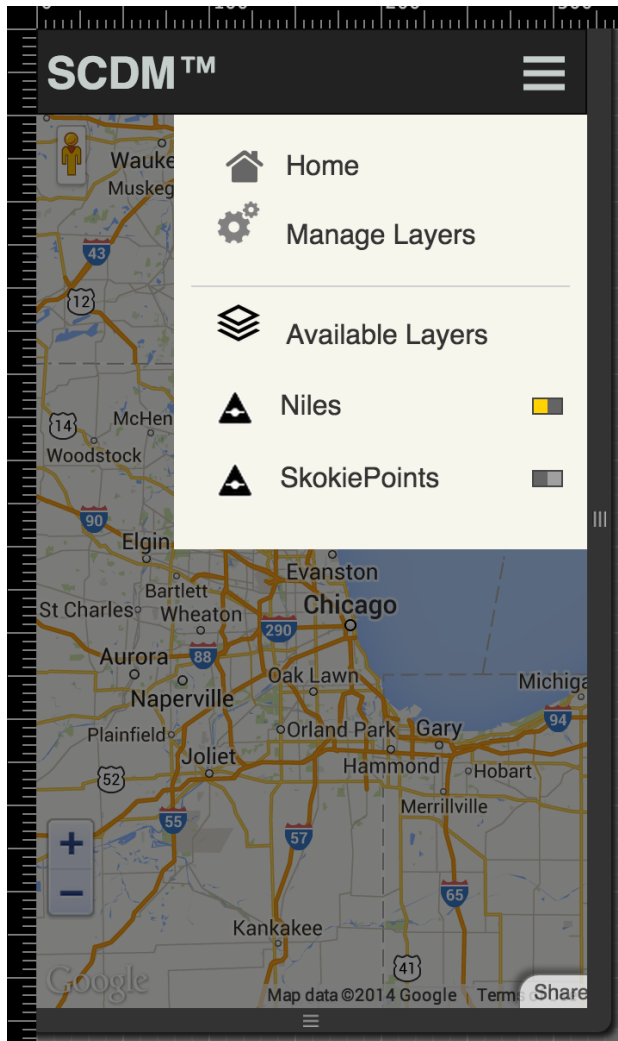 SCDM™
Home
Manage Layers
Available Layers
Niles
SkokiePoints
Wauke
Muskeg
43
12
McHen
14
Woodstock
90
Elgin
Evanston
Bartlett
Chicago
St Charles
Wheaton
290
Aurora
88
Oak Lawn
Michiga
Naperville
94
Plainfield
Orland Park
Gary
Joliet
Hammond
Hobart
52
Merrillville
55
+
57
−
65
Kankakee
41
Google
Map data ©2014 Google
Terms
Share